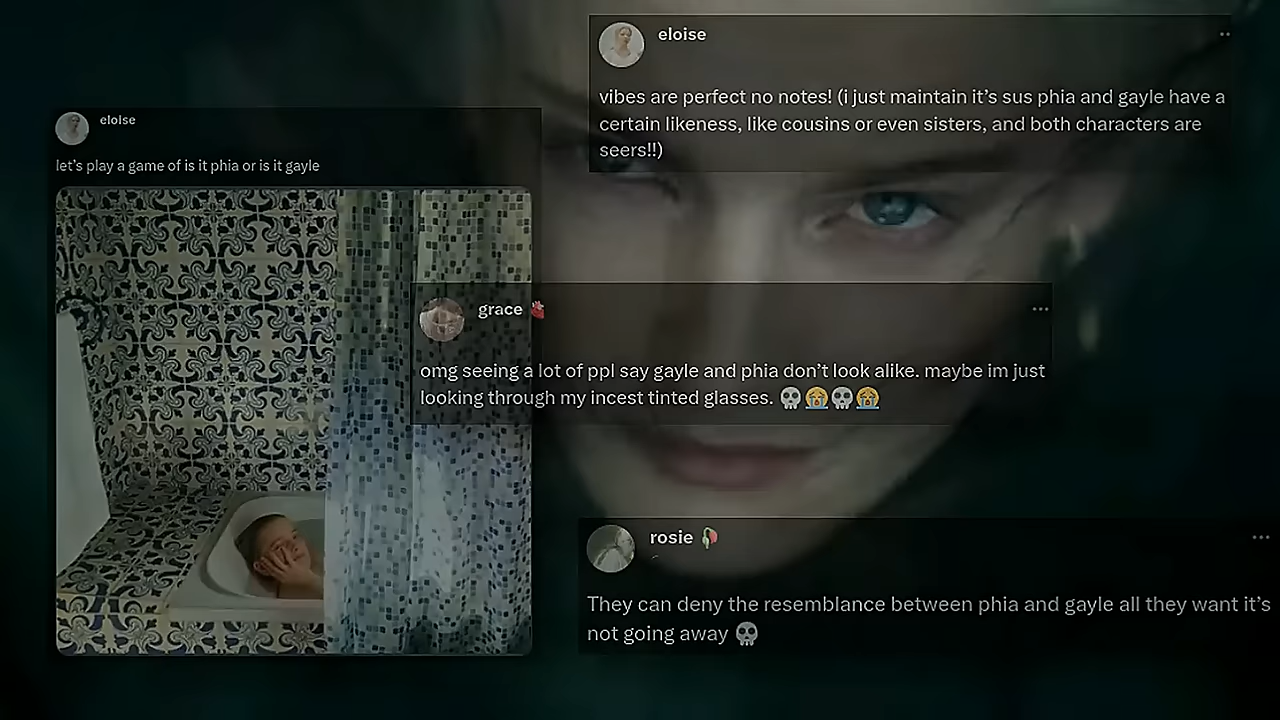 eloise
let's play a game of is it phia or is it gayle
eloise
vibes are perfect no notes! (i just maintain it's sus phia and gayle have a
certain likeness, like cousins or even sisters, and both characters are
seers!!)
grace 🫀
omg seeing a lot of ppl say gayle and phia don't look alike. maybe im just
looking through my incest tinted glasses. 💀😭💀😭
rosie 🥀
They can deny the resemblance between phia and gayle all they want it's
not going away 💀